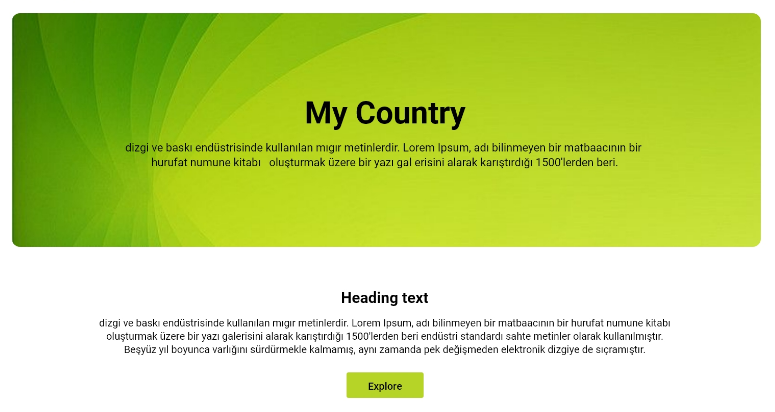 My Country
dizgi ve baskı endüstrisinde kullanılan mıgır metinlerdir. Lorem Ipsum, adı bilinmeyen bir matbaacının bir
hurufat numune kitabı oluşturmak üzere bir yazı gal erisini alarak karıştırdığı 1500'lerden beri.
Heading text
dizgi ve baskı endüstrisinde kullanılan mıgır metinlerdir. Lorem Ipsum, adı bilinmeyen bir matbaacının bir hurufat numune kitabı
oluşturmak üzere bir yazı galerisini alarak karıştırdığı 1500'lerden beri endüstri standardı sahte metinler olarak kullanılmıştır.
Beşyüz yıl boyunca varlığını sürdürmekle kalmamış, aynı zamanda pek değişmeden elektronik dizgiye de sıçramıştır.
Explore